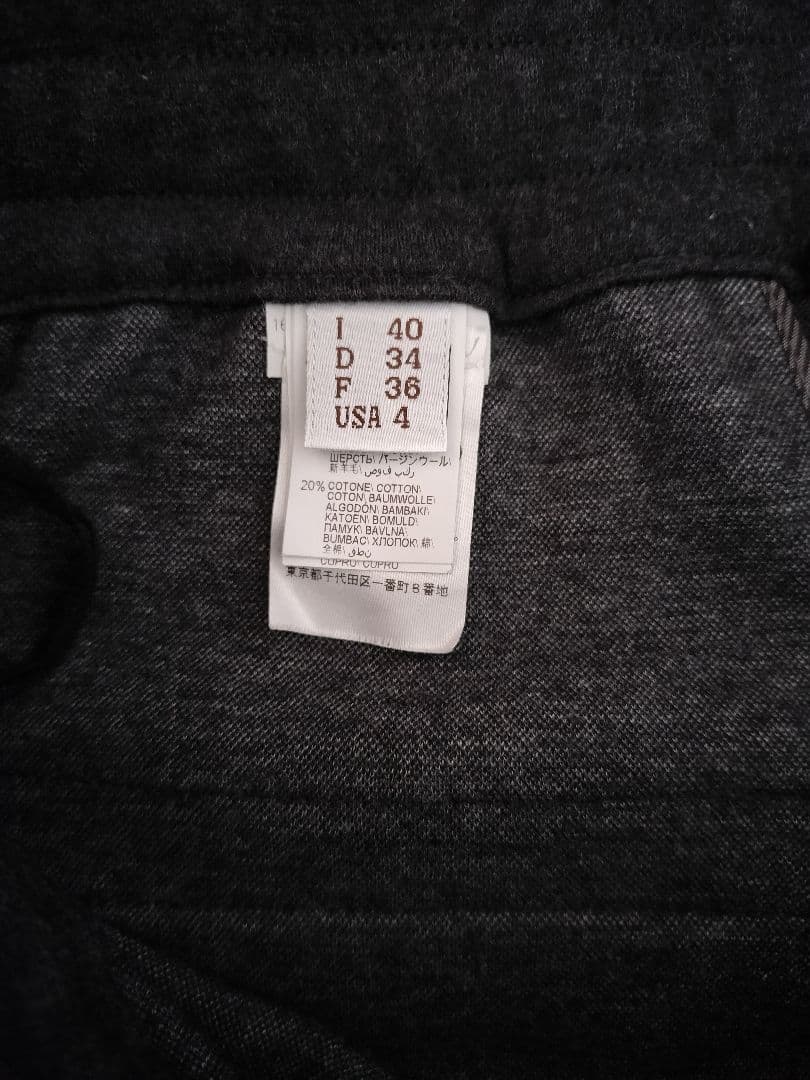 I 40
D 34
F 36
USA 4
ШЕРСТЬ\ バージンウール\
新羊毛\ صوف بكر
20% COTONE\ COTTON\
COTON\ BAUMWOLLE\
ALGODÓN\ BAMBAKI\
KATOEN\ BOMULD\
ПАМУК\ BAVLNA\
BUMBAC\ ХЛОПОК\ 綿\
全棉\ قطن
CUPRO\ CUPRO
東京都千代田区一番町8番地